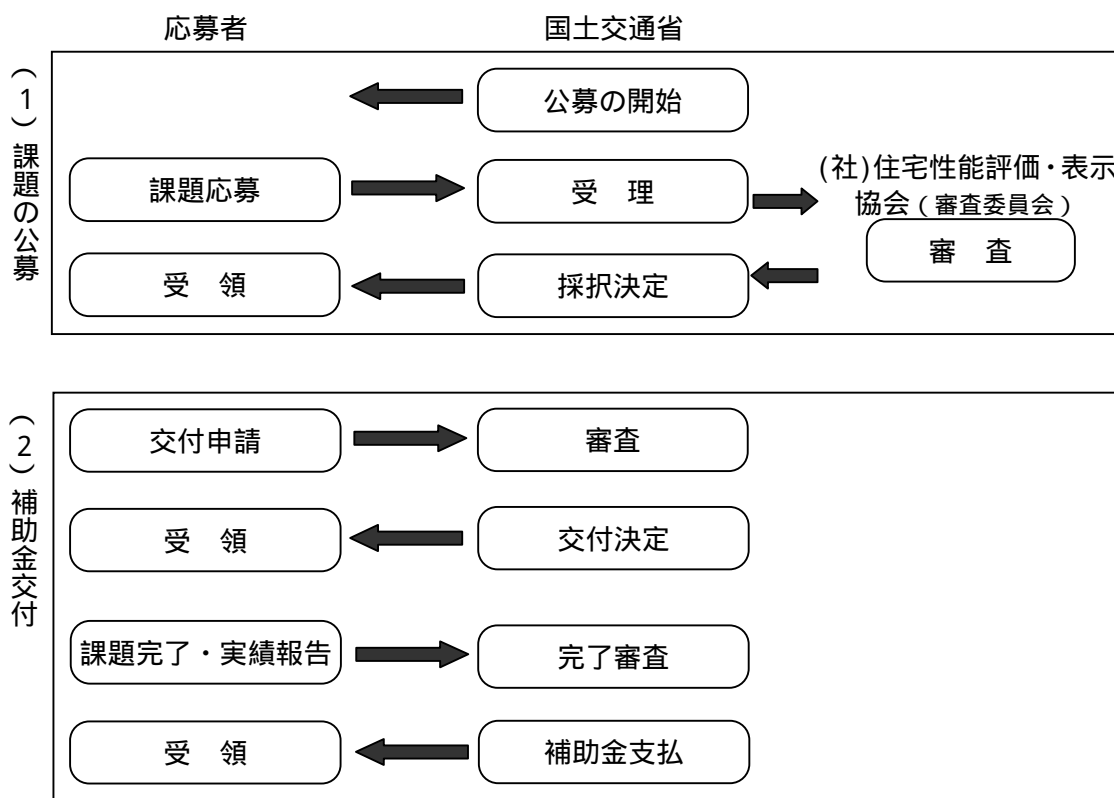 応募者 国土交通省
(1)課題の公募
公募の開始
課題応募 受 理 (社)住宅性能評価・表示
協会(審査委員会)
審 査
受 領 採択決定
(2)補助金交付
交付申請 審査
受 領 交付決定
課題完了・実績報告 完了審査
受 領 補助金支払